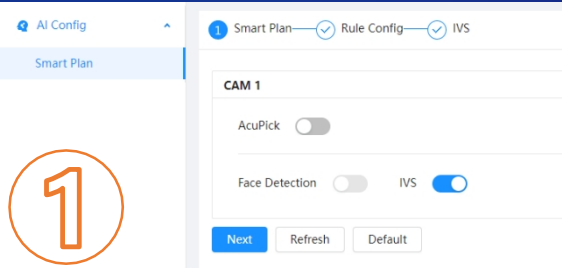 AI Config
Smart Plan
1 Smart Plan Rule Config IVS
CAM 1
AcuPick
Face Detection IVS
Next Refresh Default
1